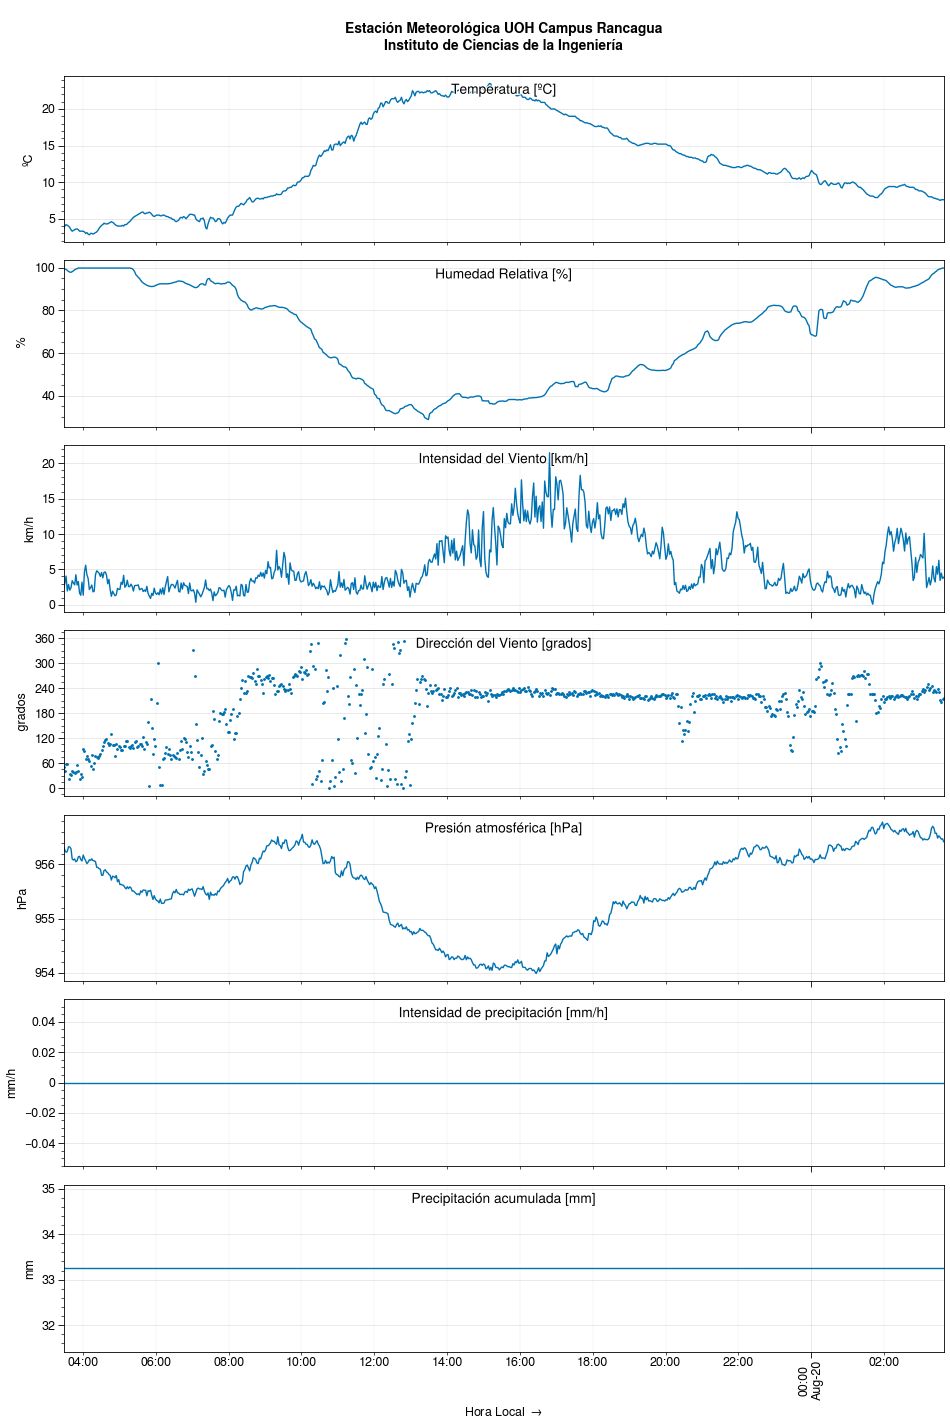 Estación Meteorológica UOH Campus Rancagua
Instituto de Ciencias de la Ingeniería
Temperatura [ºC]
20
15
10
5
ºC
Humedad Relativa [%]
100
80
60
40
%
Intensidad del Viento [km/h]
20
15
10
5
0
km/h
Dirección del Viento [grados]
360
300
240
180
120
60
0
grados
Presión atmosférica [hPa]
956
955
954
hPa
Intensidad de precipitación [mm/h]
0.04
0.02
0
−0.02
−0.04
mm/h
Precipitación acumulada [mm]
35
34
33
32
mm
04:00 06:00 08:00 10:00 12:00 14:00 16:00 18:00 20:00 22:00 00:00 02:00
Aug-20
Hora Local →